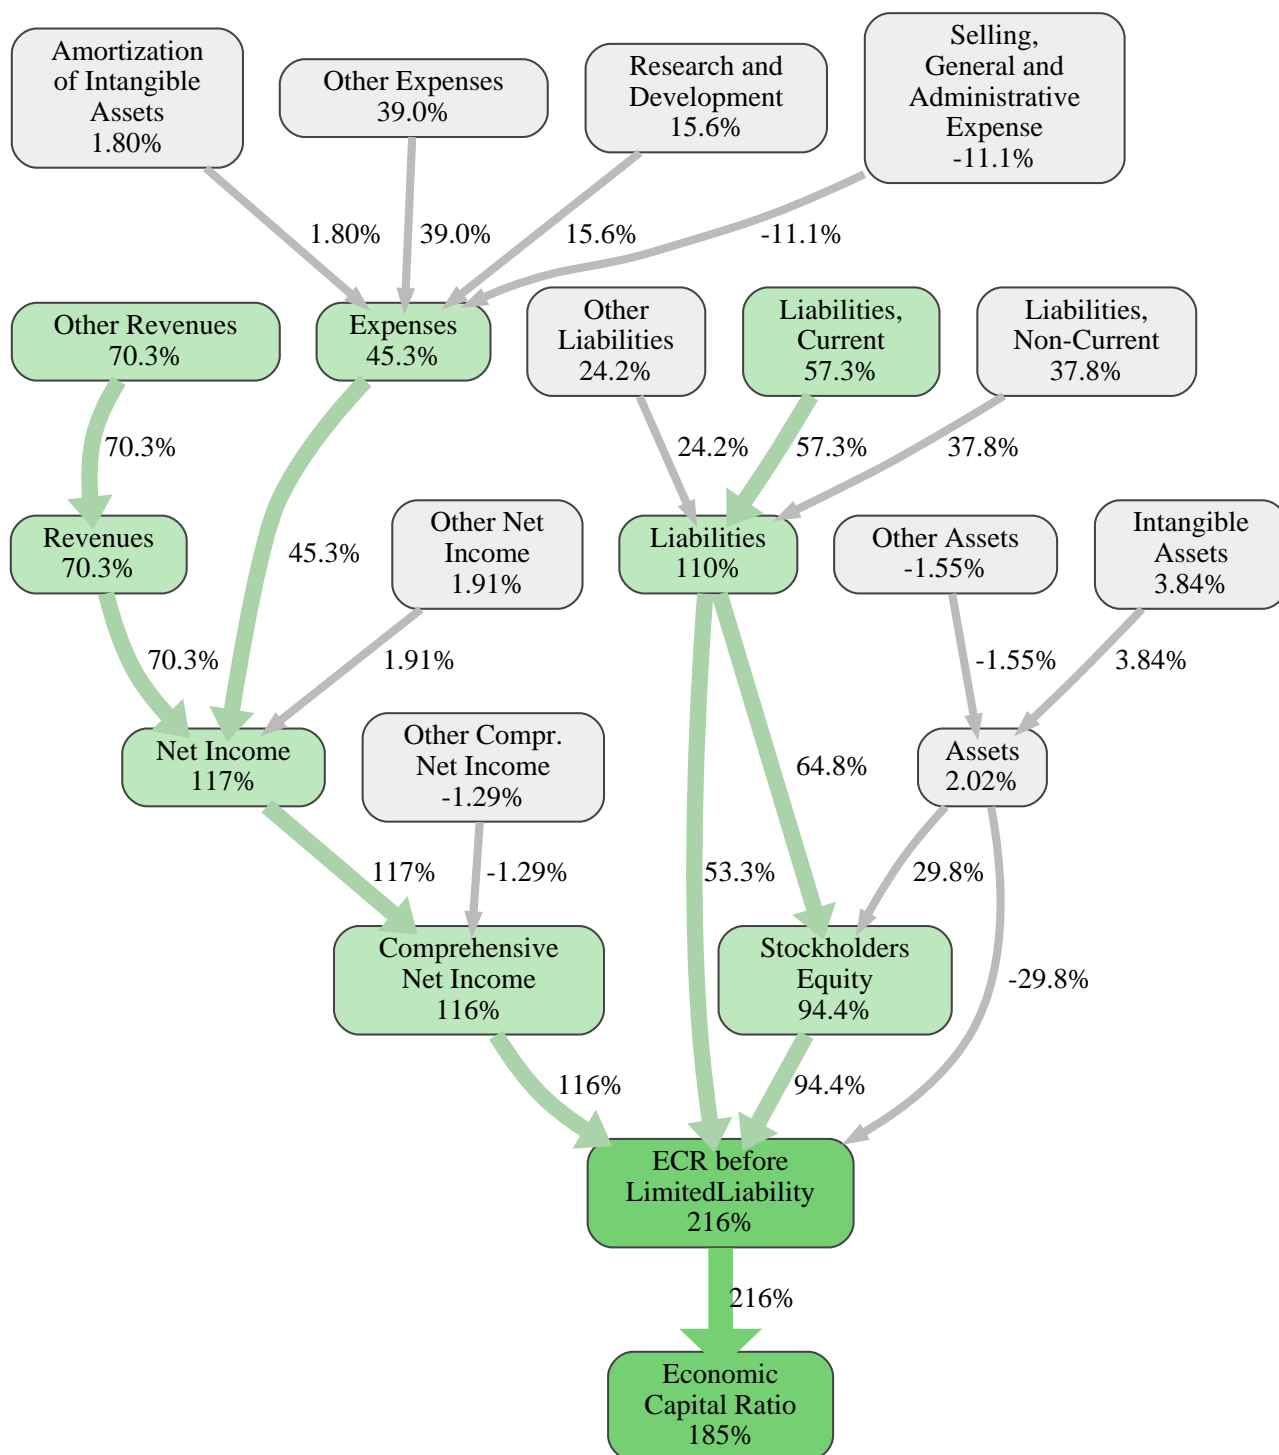 Amortization
of Intangible
Assets
1.80%
Other Expenses
39.0%
Research and
Development
15.6%
Selling,
General and
Administrative
Expense
-11.1%
1.80%
39.0%
15.6%
-11.1%
Other Revenues
70.3%
Expenses
45.3%
Other
Liabilities
24.2%
Liabilities,
Current
57.3%
Liabilities,
Non-Current
37.8%
70.3%
24.2%
57.3%
37.8%
Revenues
70.3%
45.3%
Other Net
Income
1.91%
Liabilities
110%
Other Assets
-1.55%
Intangible
Assets
3.84%
70.3%
1.91%
-1.55%
3.84%
Net Income
117%
Other Compr.
Net Income
-1.29%
64.8%
Assets
2.02%
117%
-1.29%
53.3%
29.8%
Comprehensive
Net Income
116%
Stockholders
Equity
94.4%
-29.8%
116%
94.4%
ECR before
LimitedLiability
216%
216%
Economic
Capital Ratio
185%